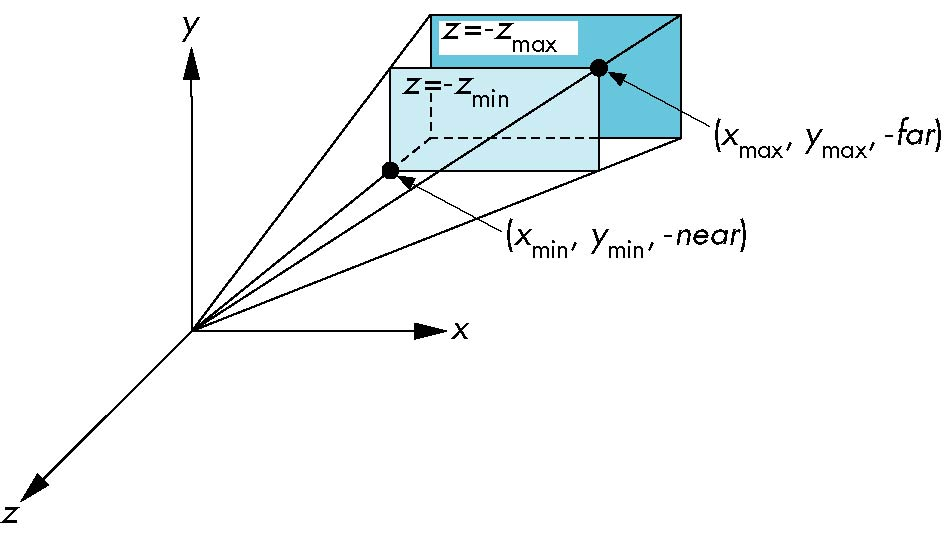 y
z=-zmax
z=-zmin
(xmax, ymax, -far)
(xmin, ymin, -near)
x
z